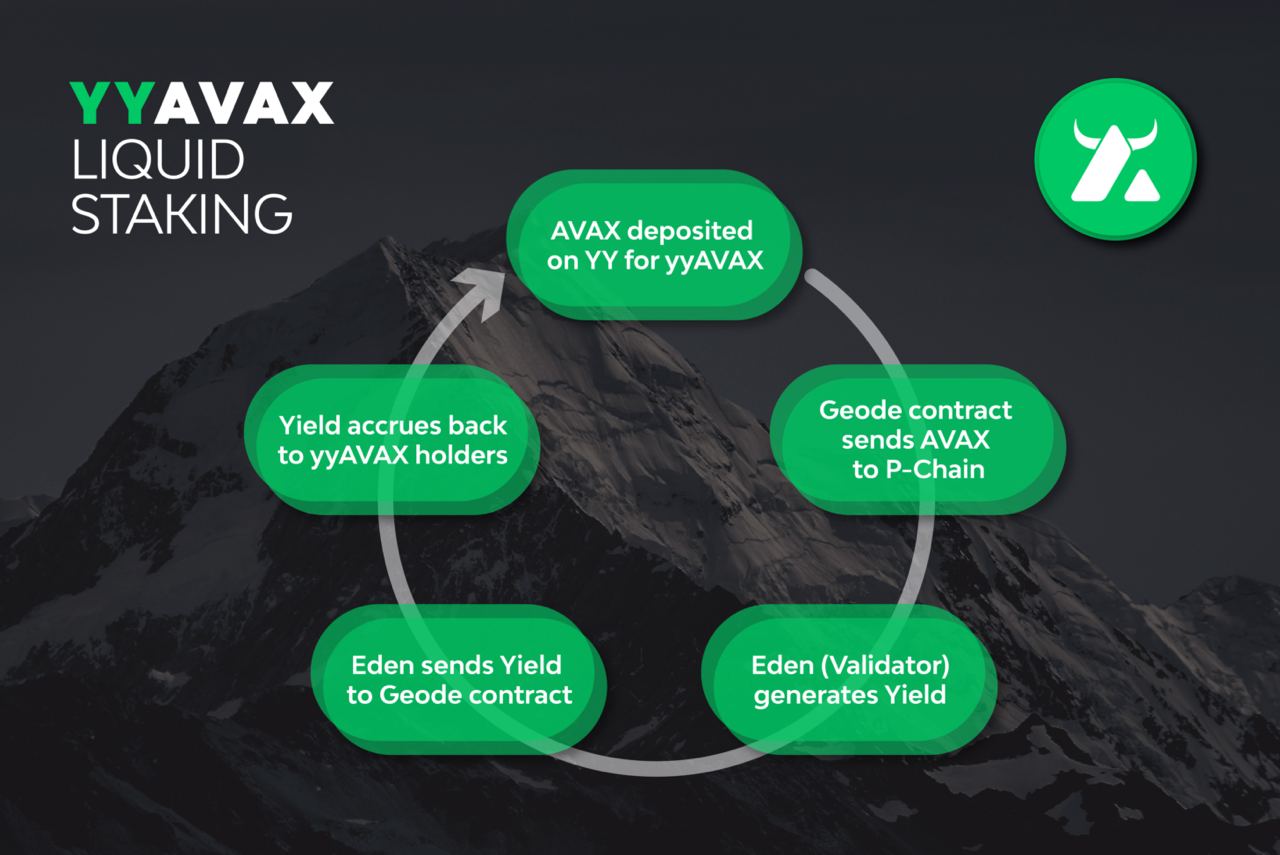 YYAVAX
LIQUID
STAKING
AVAX deposited
on YY for yyAVAX
Geode contract
sends AVAX
to P-Chain
Eden (Validator)
generates Yield
Eden sends Yield
to Geode contract
Yield accrues back
to yyAVAX holders